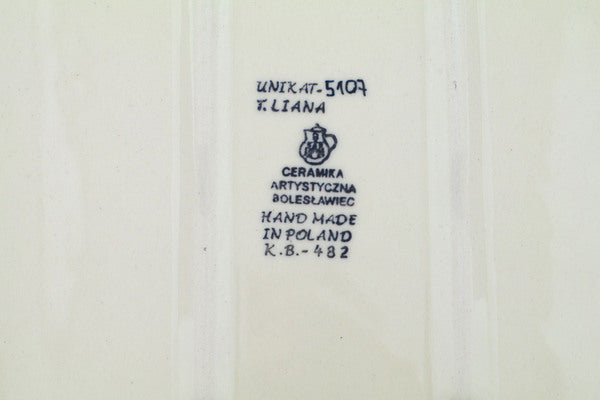 UNIKAT-5107
T. LIANA
CERAMIKA
ARTYSTYCZNA
BOLESŁAWIEC
HAND MADE
IN POLAND
K.B.-482